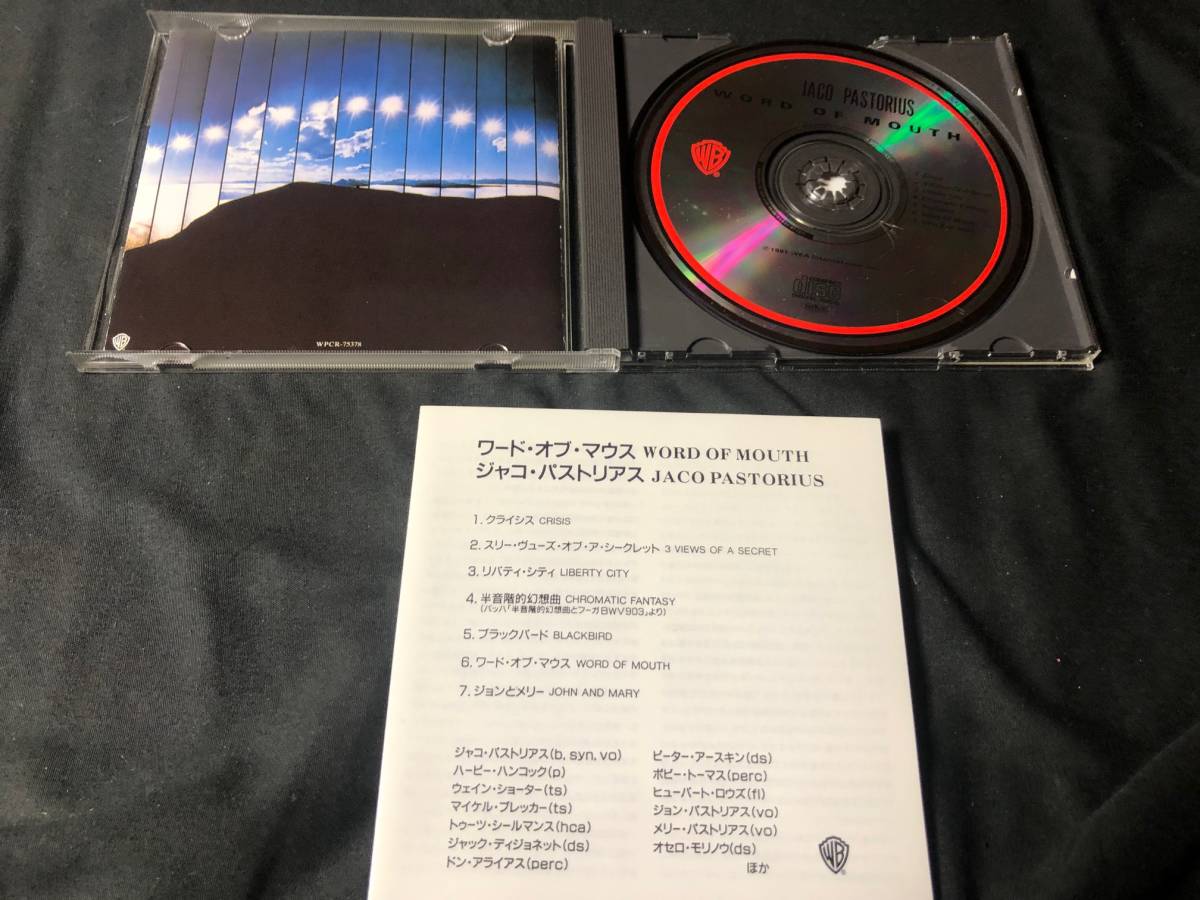 WPCR-75378
JACO PASTORIUS
WORD OF MOUTH
ワード・オブ・マウス WORD OF MOUTH
ジャコ・パストリアス JACO PASTORIUS
1. クライシス CRISIS
2. スリー・ヴューズ・オブ・ア・シークレット 3 VIEWS OF A SECRET
3. リバティ・シティ LIBERTY CITY
4. 半音階的幻想曲 CHROMATIC FANTASY
(バッハ「半音階的幻想曲とフーガBWV903」より)
5. ブラックバード BLACKBIRD
6. ワード・オブ・マウス WORD OF MOUTH
7. ジョンとメリー JOHN AND MARY
ジャコ・パストリアス(b, syn, vo)
ハービー・ハンコック(p)
ウェイン・ショーター(ts)
マイケル・ブレッカー(ts)
トゥーツ・シールマンス(hca)
ジャック・ディジョネット(ds)
ドン・アライアス(perc)
ピーター・アースキン(ds)
ボビー・トーマス(perc)
ヒューバート・ロウズ(fl)
ジョン・パストリアス(vo)
メリー・パストリアス(vo)
オセロ・モリノウ(ds)
ほか